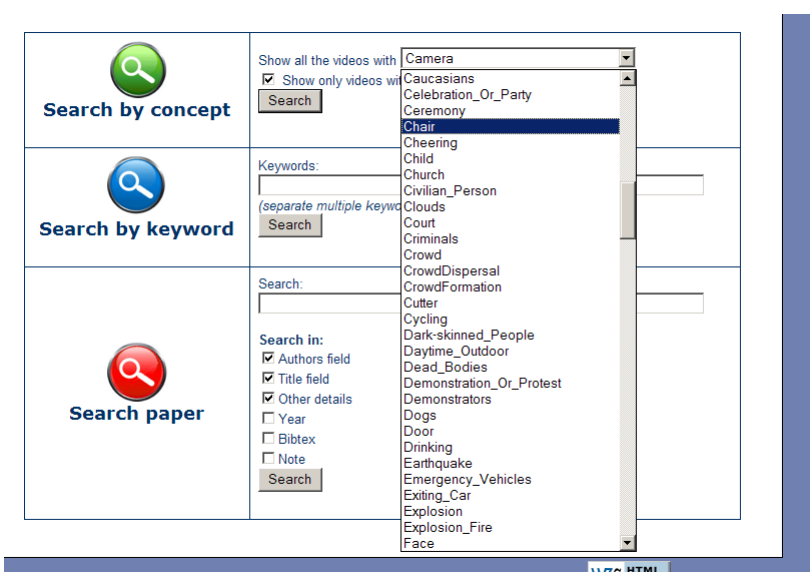 Search by concept
Show all the videos with Camera
Show only videos wit
Search
Search by keyword
Keywords:
(separate multiple keywo
Search
Search paper
Search:
Search in:
Authors field
Title field
Other details
Year
Bibtex
Note
Search
Caucasians
Celebration_Or_Party
Ceremony
Chair
Cheering
Child
Church
Civilian_Person
Clouds
Court
Criminals
Crowd
CrowdDispersal
CrowdFormation
Cutter
Cycling
Dark-skinned_People
Daytime_Outdoor
Dead_Bodies
Demonstration_Or_Protest
Demonstrators
Dogs
Door
Drinking
Earthquake
Emergency_Vehicles
Exiting_Car
Explosion
Explosion_Fire
Face
HTML